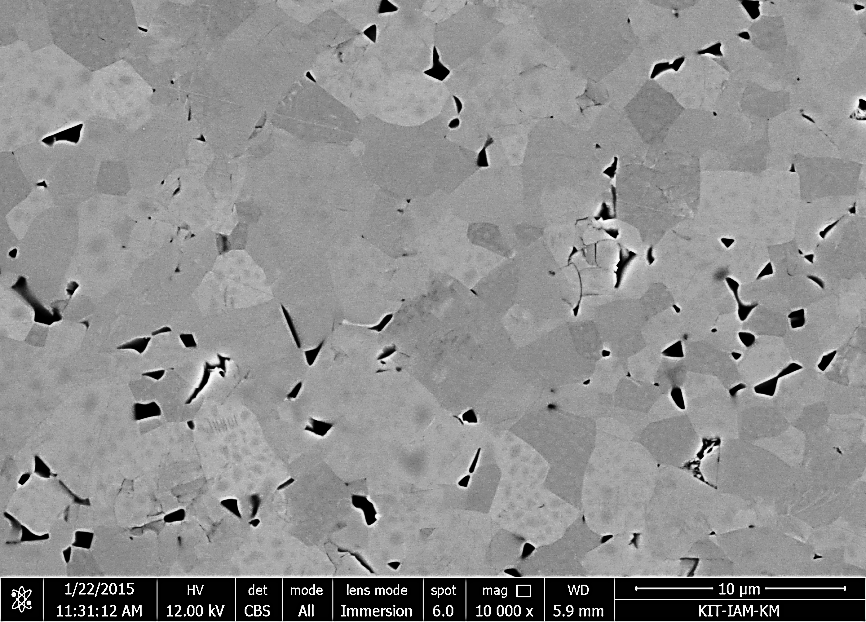 1/22/2015 HV det mode lens mode spot mag WD 10 µm
11:31:12 AM 12.00 kV CBS All Immersion 6.0 10 000 x 5.9 mm KIT-IAM-KM